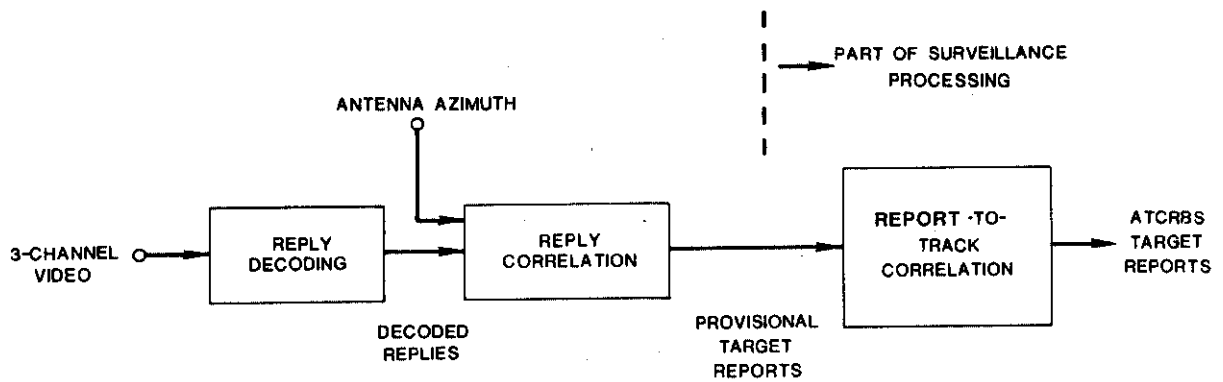 PART OF SURVEILLANCE
PROCESSING
ANTENNA AZIMUTH
3-CHANNEL
VIDEO
REPLY
DECODING
DECODED
REPLIES
REPLY
CORRELATION
PROVISIONAL
TARGET
REPORTS
REPORT -TO-
TRACK
CORRELATION
ATCRBS
TARGET
REPORTS